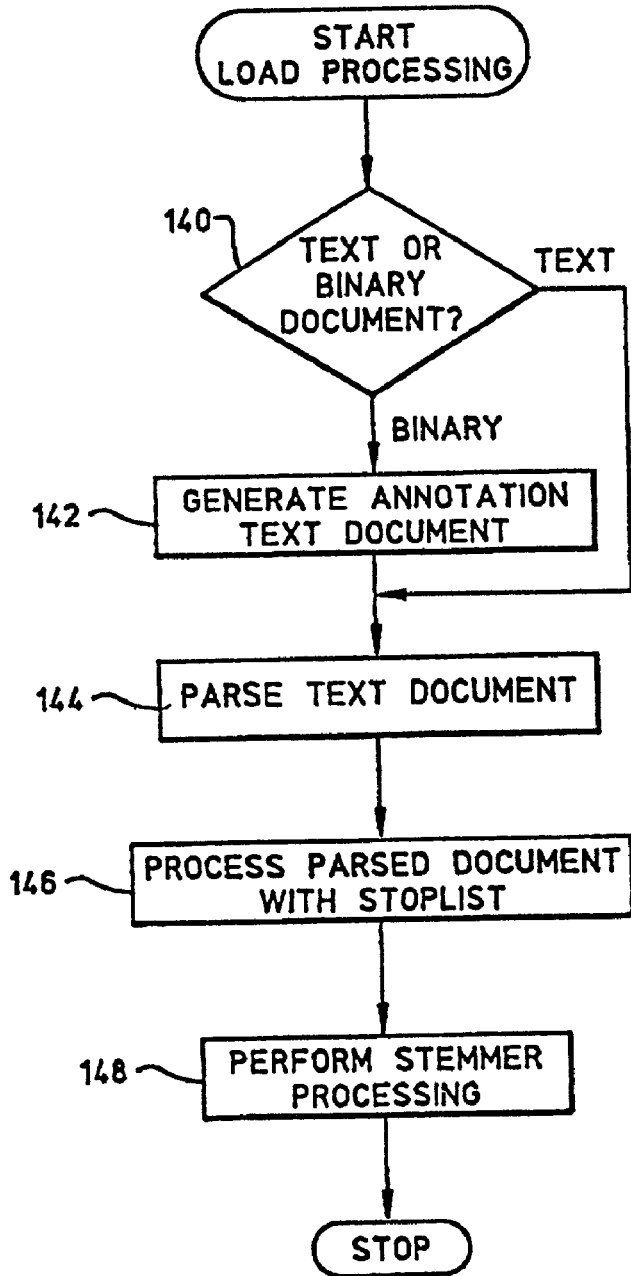 START
LOAD PROCESSING
140
TEXT OR
BINARY
DOCUMENT?
TEXT
BINARY
142
GENERATE ANNOTATION
TEXT DOCUMENT
144
PARSE TEXT DOCUMENT
146
PROCESS PARSED DOCUMENT
WITH STOPLIST
148
PERFORM STEMMER
PROCESSING
STOP